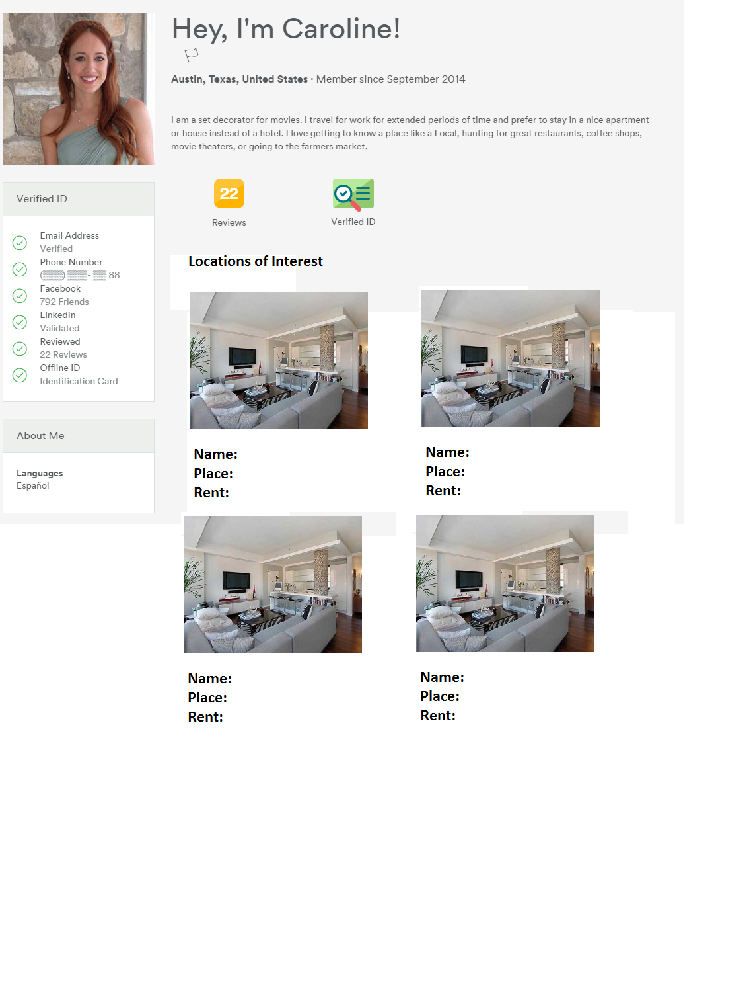 Hey, I'm Caroline!
Austin, Texas, United States · Member since September 2014
I am a set decorator for movies. I travel for work for extended periods of time and prefer to stay in a nice apartment
or house instead of a hotel. I love getting to know a place like a Local, hunting for great restaurants, coffee shops,
movie theaters, or going to the farmers market.
22
Reviews
Verified ID
Verified ID
Email Address
Verified
Phone Number
(▒▒▒) ▒▒▒- ▒▒ 88
Facebook
792 Friends
LinkedIn
Validated
Reviewed
22 Reviews
Offline ID
Identification Card
About Me
Languages
Español
Locations of Interest
Name:
Place:
Rent:
Name:
Place:
Rent:
Name:
Place:
Rent:
Name:
Place:
Rent: